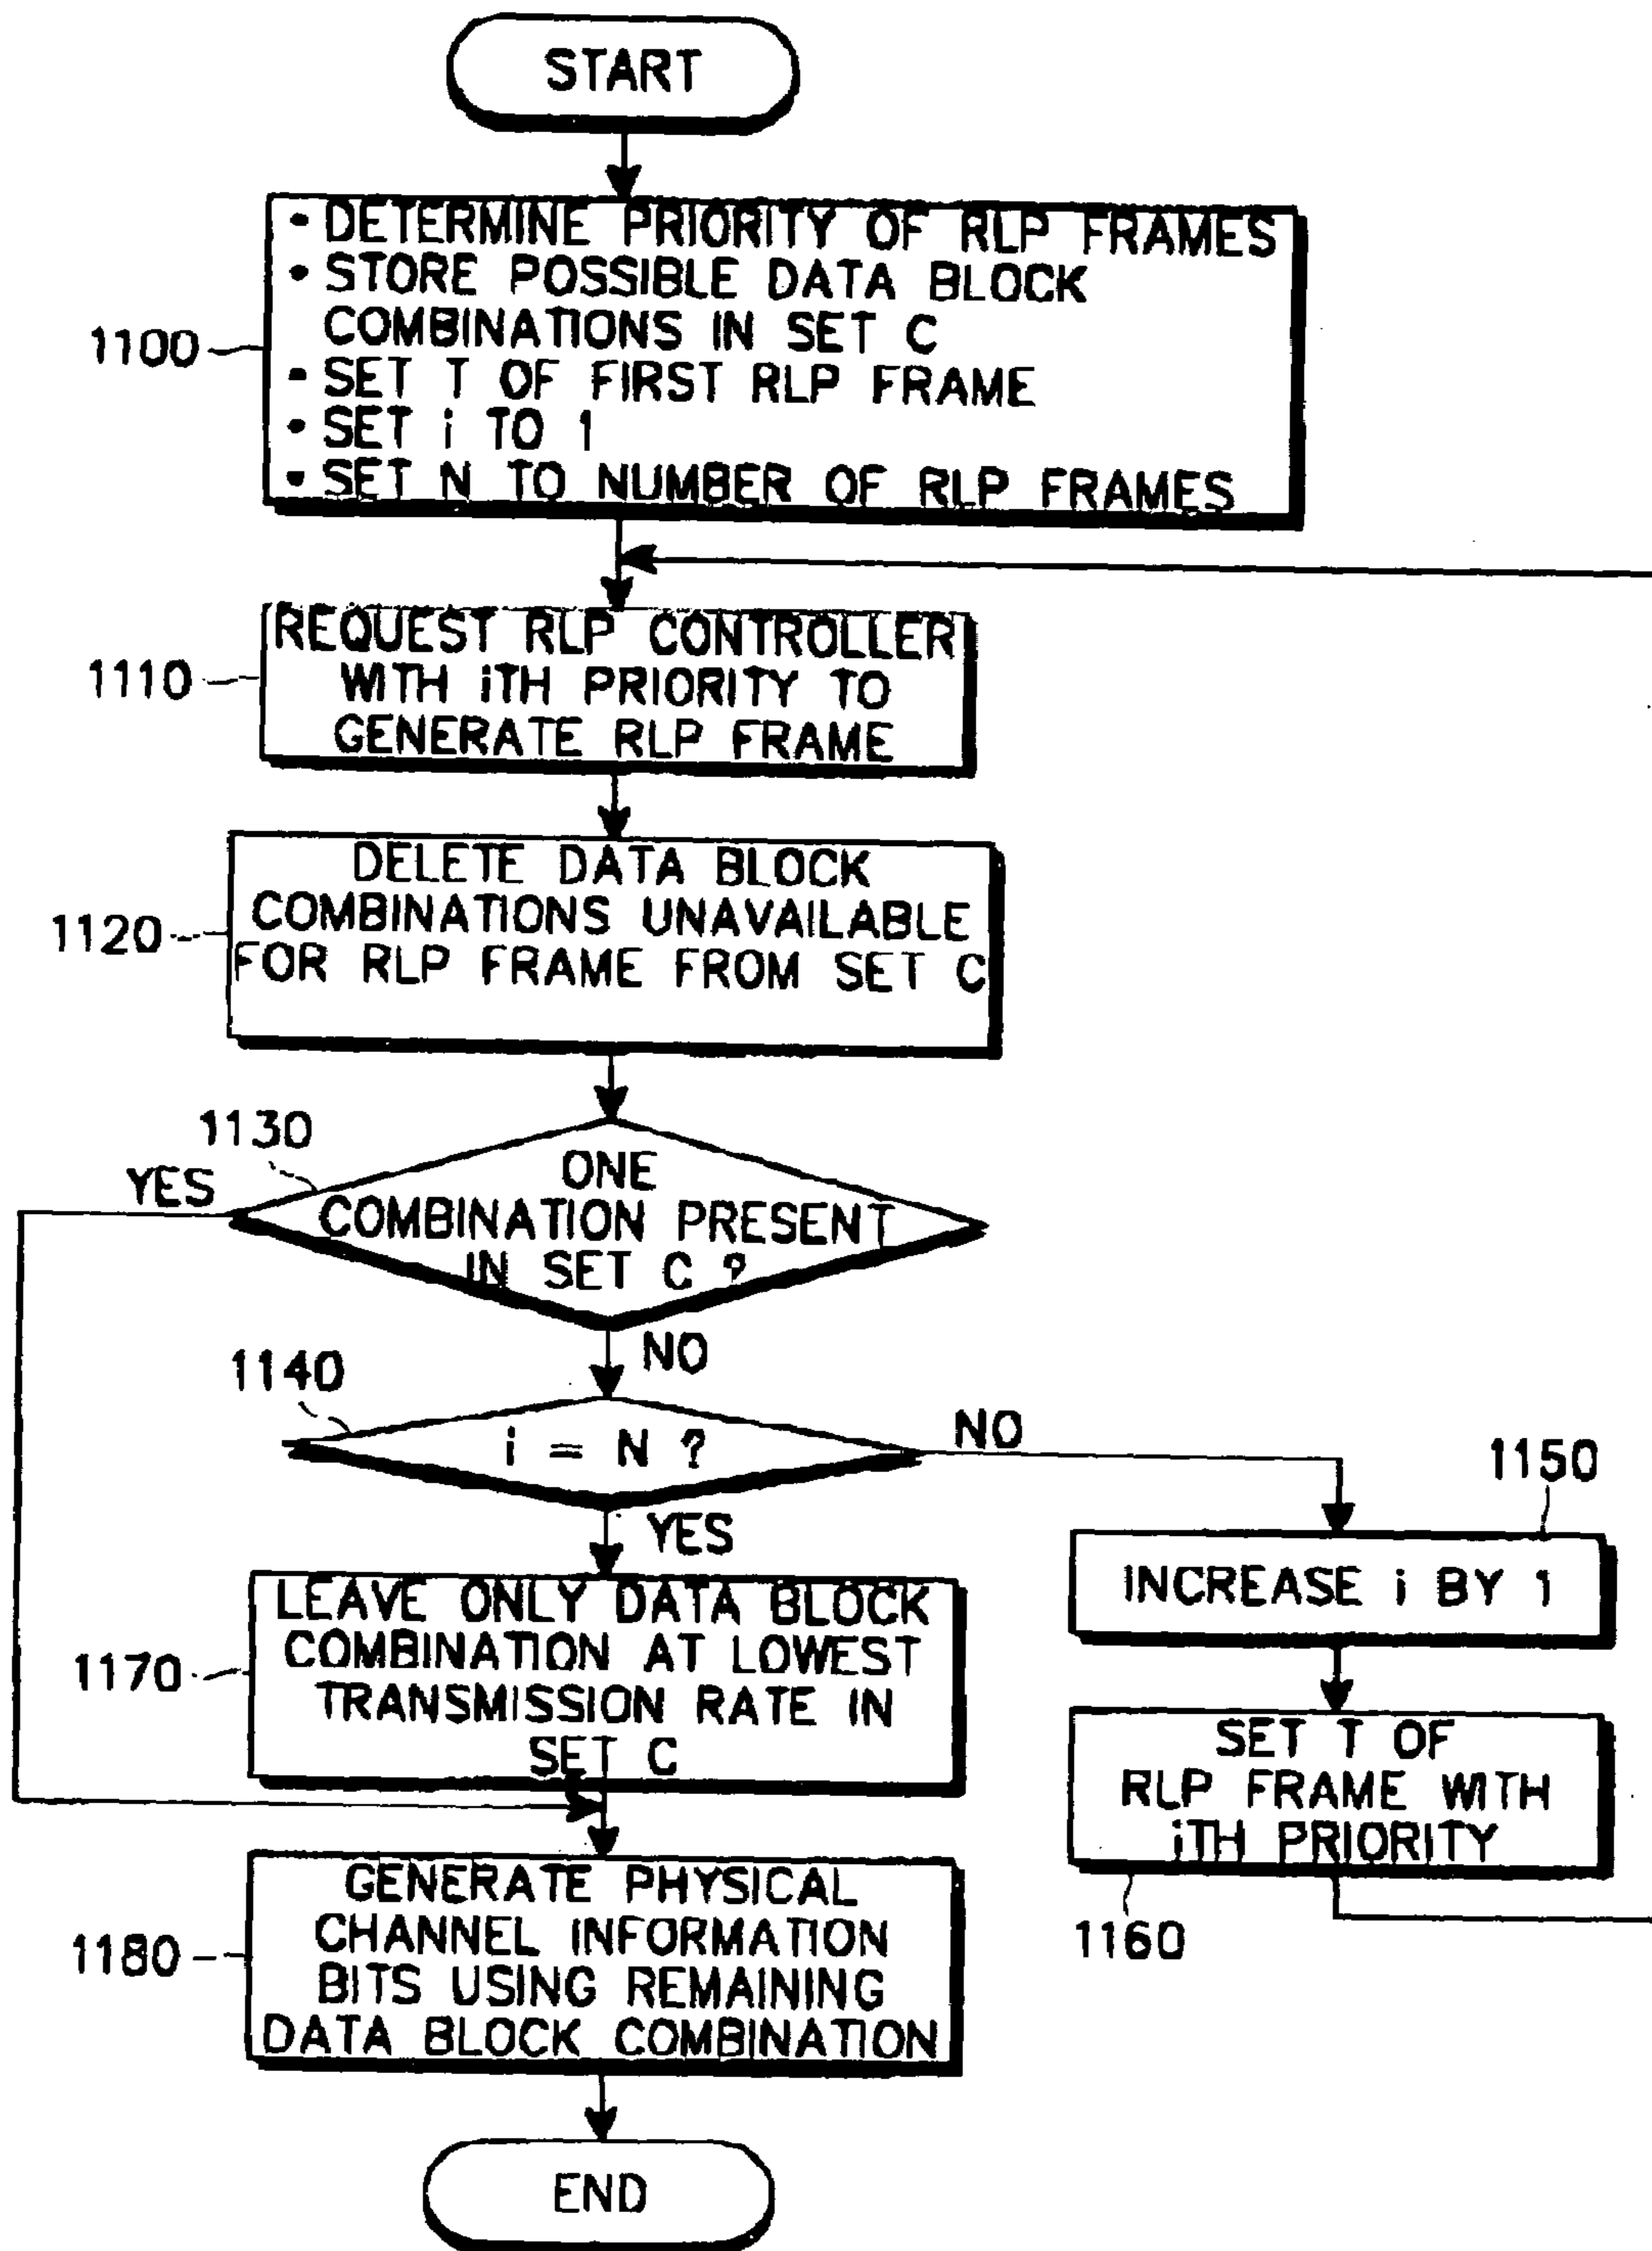 START
• DETERMINE PRIORITY OF RLP FRAMES
• STORE POSSIBLE DATA BLOCK
COMBINATIONS IN SET C
• SET T OF FIRST RLP FRAME
• SET i TO 1
• SET N TO NUMBER OF RLP FRAMES
1100
REQUEST RLP CONTROLLER
WITH iTH PRIORITY TO
GENERATE RLP FRAME
1110
DELETE DATA BLOCK
COMBINATIONS UNAVAILABLE
FOR RLP FRAME FROM SET C
1120
1130
YES
ONE
COMBINATION PRESENT
IN SET C ?
NO
1140
i = N ?
NO
YES
1150
INCREASE i BY 1
LEAVE ONLY DATA BLOCK
COMBINATION AT LOWEST
TRANSMISSION RATE IN
SET C
1170
SET T OF
RLP FRAME WITH
iTH PRIORITY
1160
GENERATE PHYSICAL
CHANNEL INFORMATION
BITS USING REMAINING
DATA BLOCK COMBINATION
1180
END